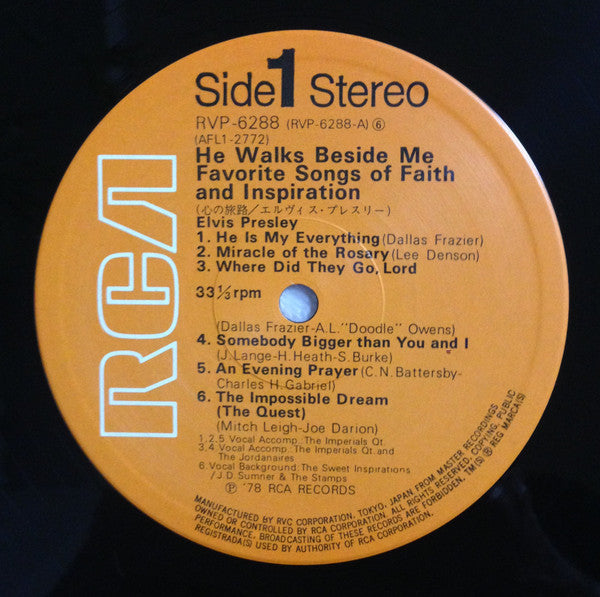 Side 1 Stereo
RVP-6288 (RVP-6288-A) ⑥
(AFL1-2772)
He Walks Beside Me
Favorite Songs of Faith
and Inspiration
(心の旅路/エルヴィス・プレスリー)
Elvis Presley
1. He Is My Everything (Dallas Frazier)
2. Miracle of the Rosary (Lee Denson)
3. Where Did They Go, Lord
33⅓ rpm
(Dallas Frazier-A.L."Doodle" Owens)
4. Somebody Bigger than You and I
(J. Lange-H. Heath-S. Burke)
5. An Evening Prayer (C.N. Battersby-
Charles H. Gabriel)
6. The Impossible Dream
(The Quest)
(Mitch Leigh-Joe Darion)
1.2.5. Vocal Accomp.: The Imperials Qt.
3.4. Vocal Accomp.: The Imperials Qt. and
The Jordanaires
6. Vocal Background: The Sweet Inspirations
/J.D. Sumner & The Stamps
Ⓟ '78 RCA RECORDS
RCA
MANUFACTURED BY RVC CORPORATION, TOKYO, JAPAN, FROM MASTER RECORDINGS
OWNED OR CONTROLLED BY RCA CORPORATION. ALL RIGHTS RESERVED, COPYING, PUBLIC
PERFORMANCE, BROADCASTING OF THESE RECORDS ARE FORBIDDEN. TM(S) ® REG MARCA(S)
REGISTRADA(S) USED BY AUTHORITY OF RCA CORPORATION.